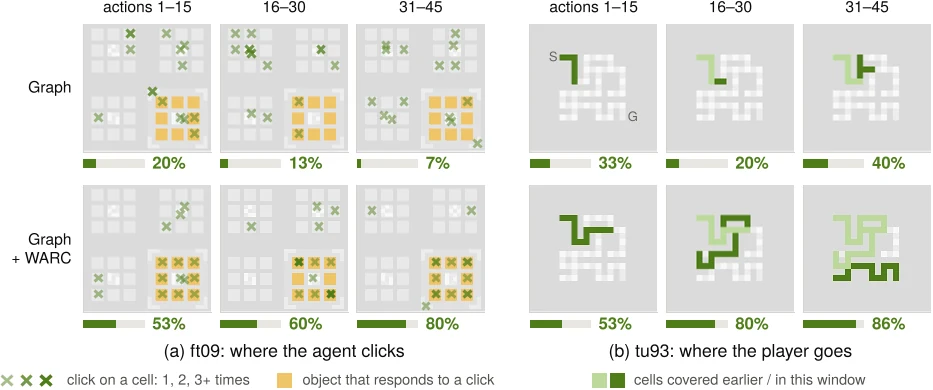 actions 1–15 16–30 31–45 actions 1–15 16–30 31–45
Graph
S
G
20% 13% 7% 33% 20% 40%
Graph
+ WARC
53% 60% 80% 53% 80% 86%
(a) ft09: where the agent clicks (b) tu93: where the player goes
click on a cell: 1, 2, 3+ times object that responds to a click cells covered earlier / in this window